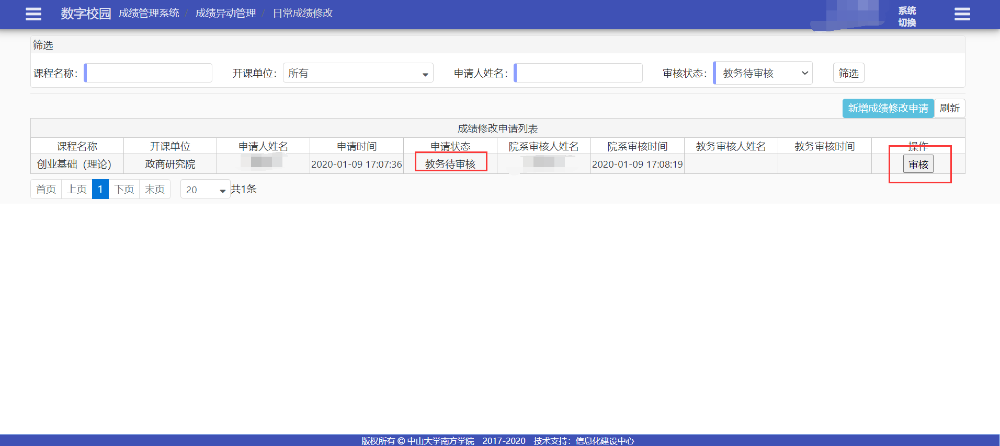 数字校园 成绩管理系统 / 成绩异动管理 / 日常成绩修改
系统
切换
筛选
课程名称： 开课单位： 所有 申请人姓名： 审核状态： 教务待审核 筛选
新增成绩修改申请 刷新
成绩修改申请列表
课程名称 开课单位 申请人姓名 申请时间 申请状态 院系审核人姓名 院系审核时间 教务审核人姓名 教务审核时间 操作
创业基础（理论） 政商研究院 2020-01-09 17:07:36 教务待审核 2020-01-09 17:08:19 审核
首页 上页 1 下页 末页 20 共1条
版权所有 © 中山大学南方学院 2017-2020 技术支持：信息化建设中心